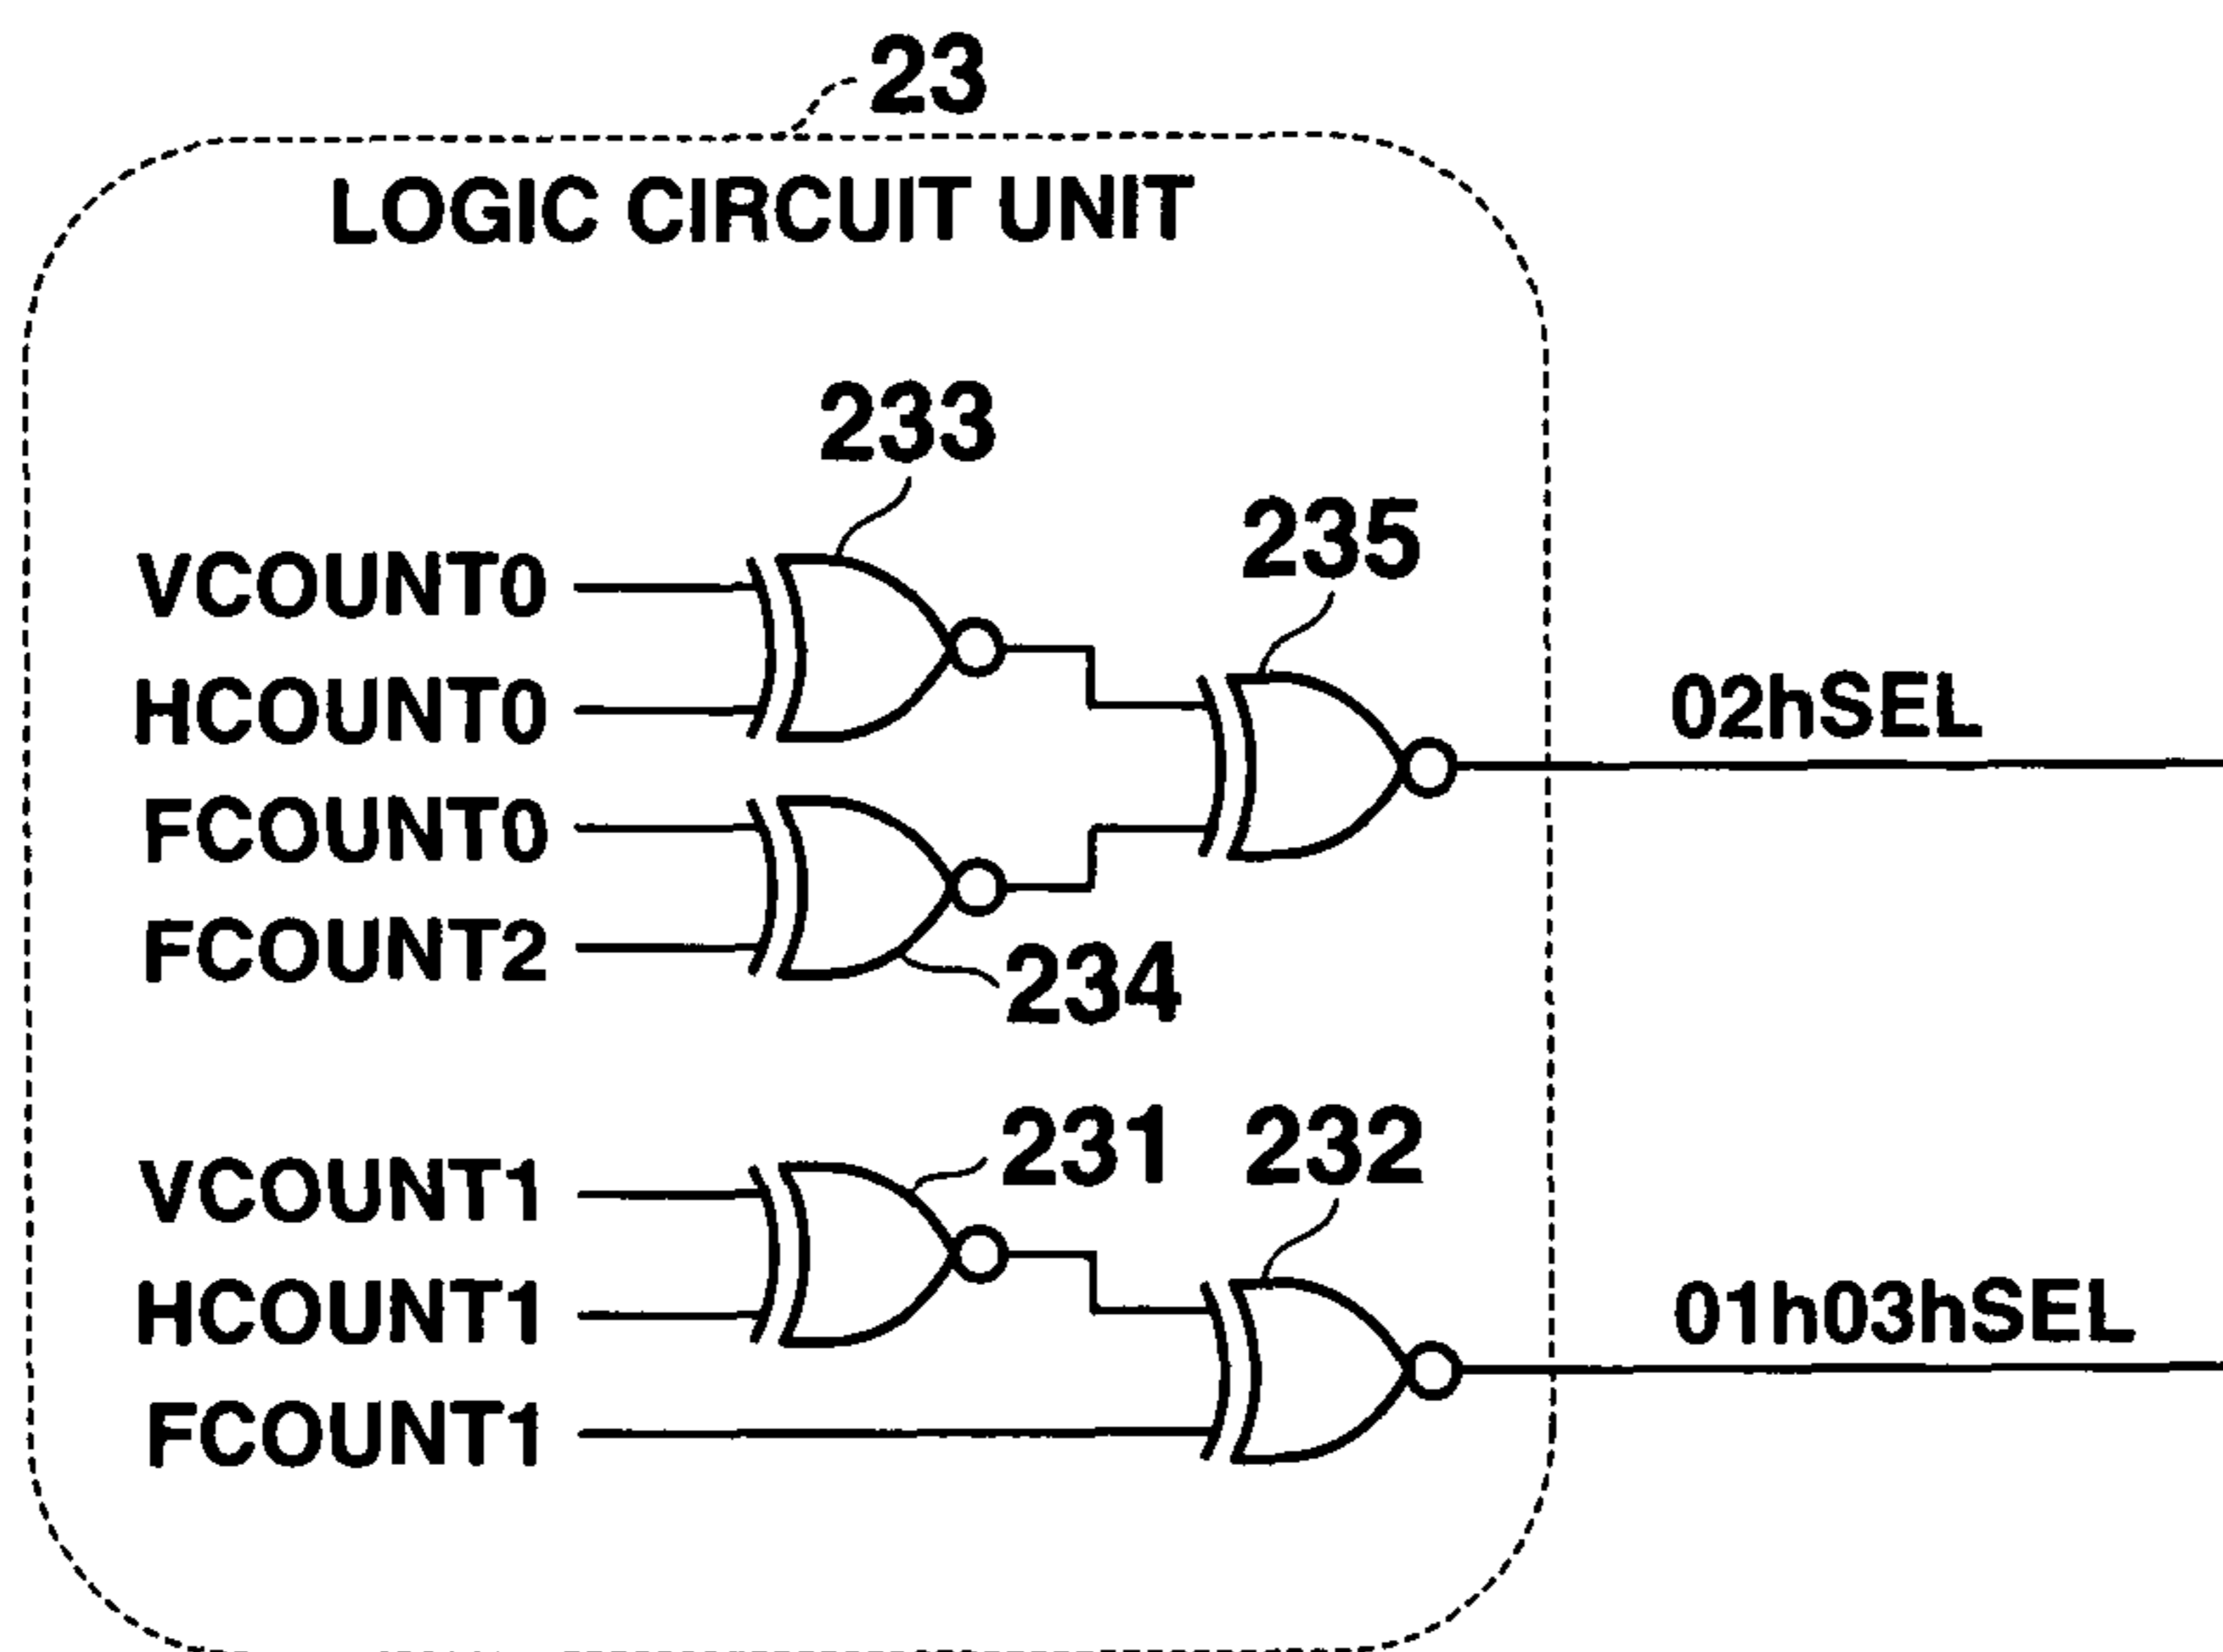 23
LOGIC CIRCUIT UNIT
233
235
VCOUNT0
HCOUNT0
02hSEL
FCOUNT0
FCOUNT2
234
231
232
VCOUNT1
HCOUNT1
01h03hSEL
FCOUNT1